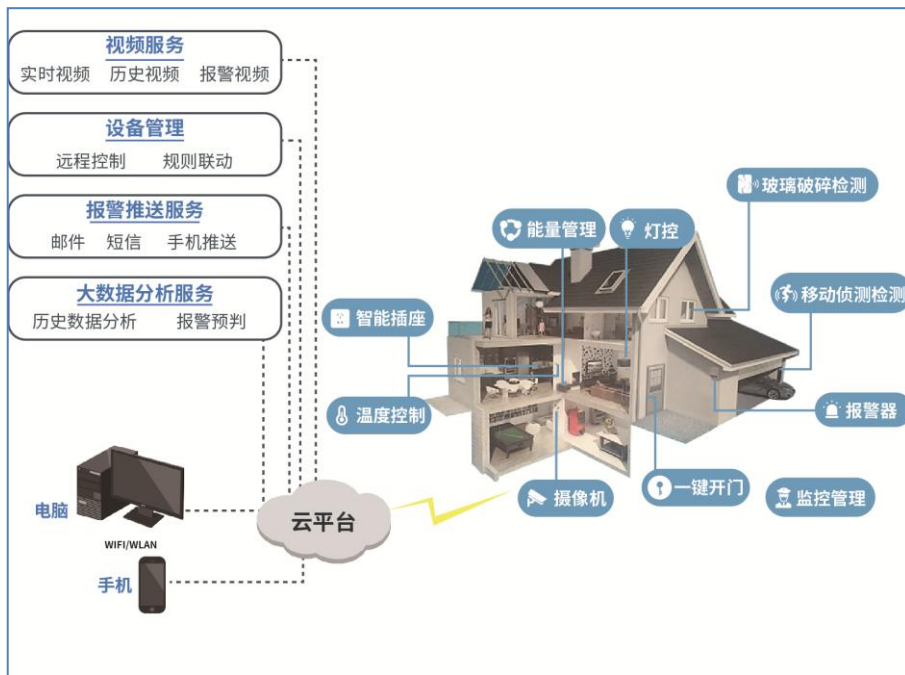 视频服务
实时视频 历史视频 报警视频
设备管理
远程控制 规则联动
报警推送服务
邮件 短信 手机推送
大数据分析服务
历史数据分析 报警预判
电脑
WIFI/WLAN
手机
云平台
能量管理
灯控
玻璃破碎检测
智能插座
移动侦测检测
温度控制
报警器
摄像机
一键开门
监控管理